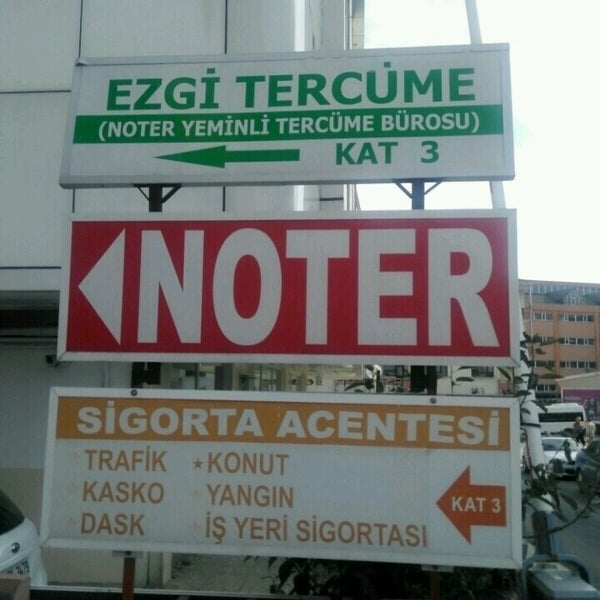 EZGİ TERCÜME
(NOTER YEMİNLİ TERCÜME BÜROSU)
KAT 3
NOTER
SİGORTA ACENTESİ
TRAFİK
KASKO
DASK
KONUT
YANGIN
İŞ YERİ SİGORTASI
KAT 3